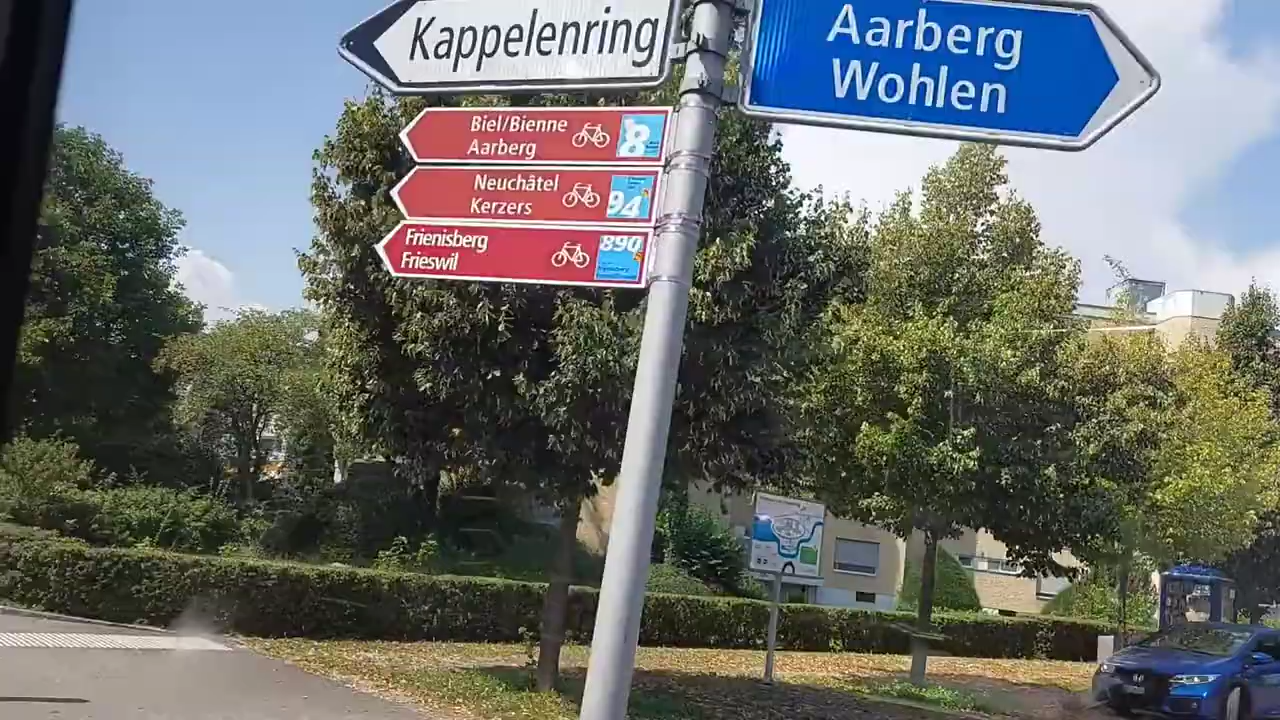 Kappelenring
Aarberg
Wohlen
Biel/Bienne
Aarberg
8
Neuchâtel
Kerzers
94
Frienisberg
Frieswil
890